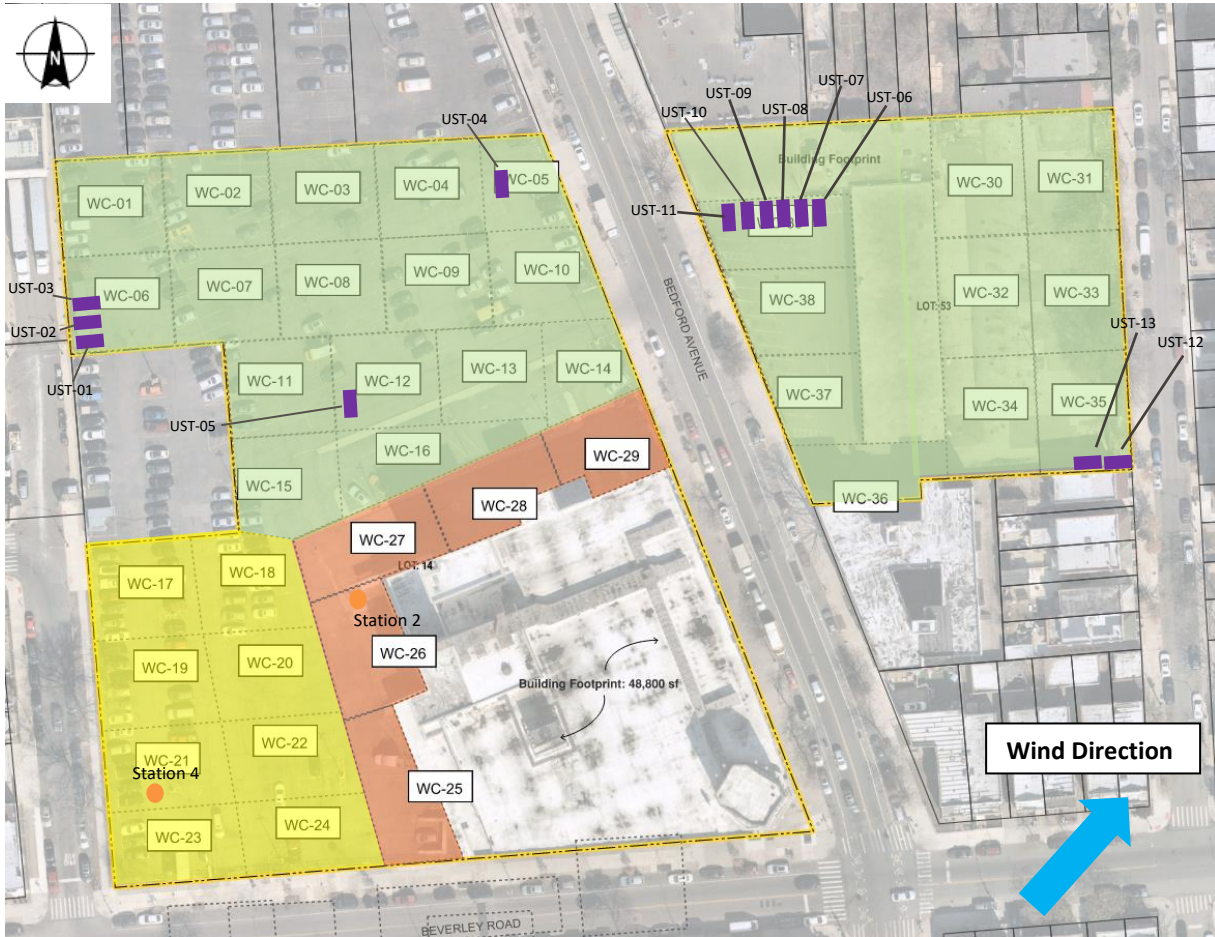 N
UST-07
UST-09
UST-08
UST-06
UST-10
UST-04
Building Footprint
WC-05
WC-01
WC-02
WC-03
WC-04
WC-30
WC-31
UST-11
WC-06
WC-07
WC-08
WC-09
WC-10
UST-03
UST-02
UST-01
WC-38
WC-32
WC-33
LOT: 53
UST-13
UST-12
BEDFORD AVENUE
WC-11
WC-12
WC-13
WC-14
WC-37
WC-34
WC-35
UST-05
WC-16
WC-15
WC-29
WC-28
WC-36
WC-27
LOT: 14
WC-17
WC-18
Station 2
WC-19
WC-20
WC-26
Building Footprint: 48,800 sf
WC-21
WC-22
Station 4
WC-25
Wind Direction
WC-23
WC-24
BEVERLEY ROAD